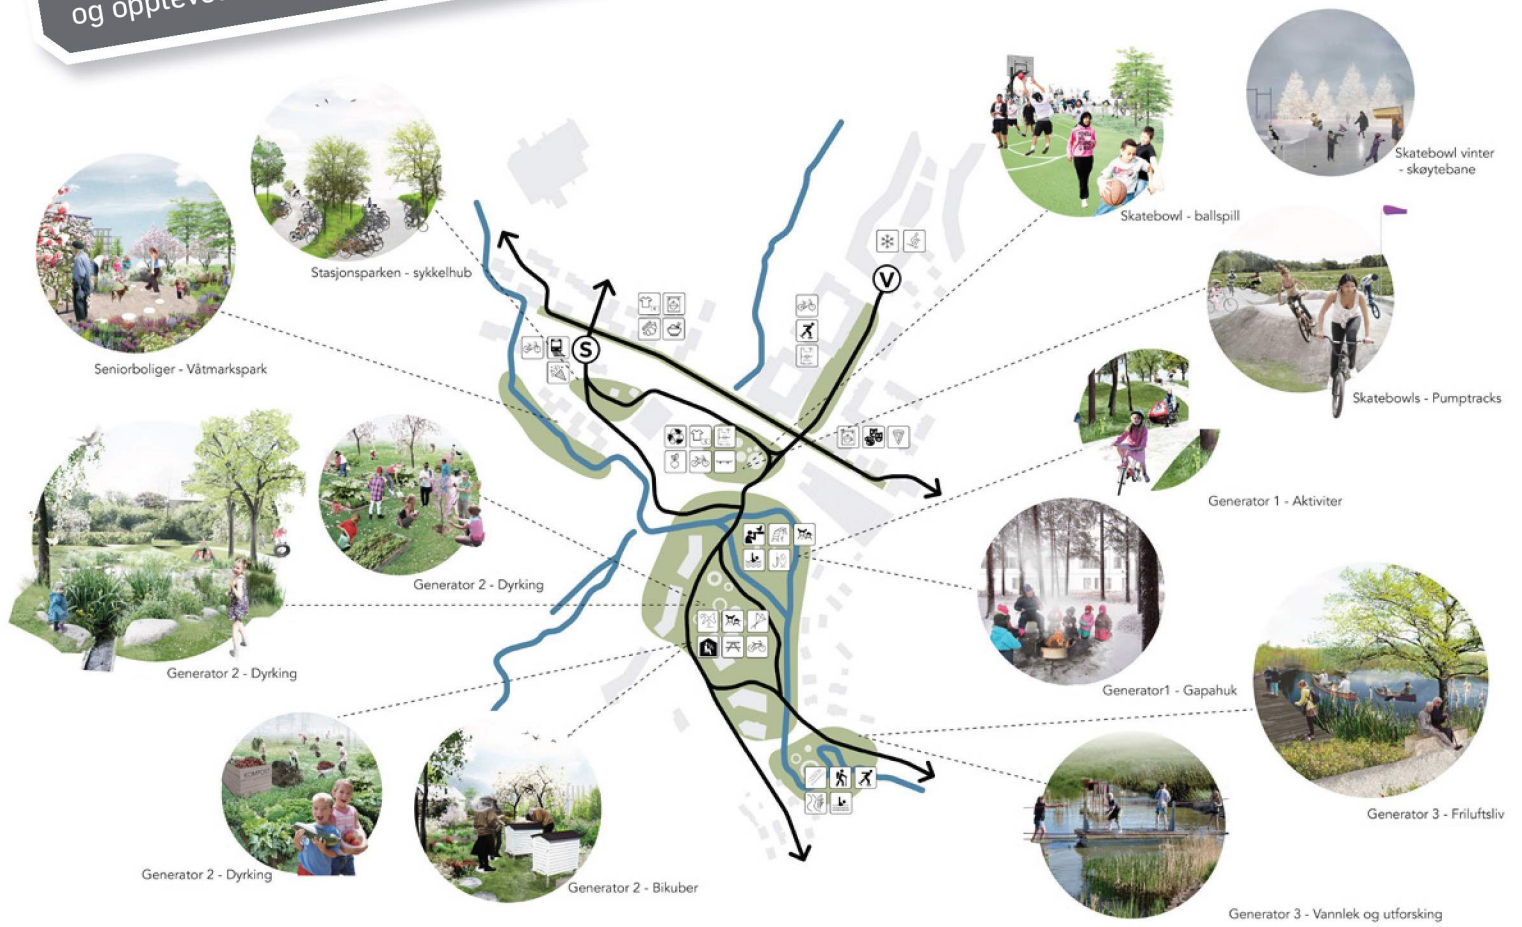 og
Skatebowl vinter
- skøytebane
Skatebowl - ballspill
Stasjonsparken - sykkelhub
V
S
Seniorboliger - Våtmarkspark
Skatebowls - Pumptracks
Generator 1 - Aktiviter
Generator 2 - Dyrking
Generator 2 - Dyrking
Generator1 - Gapahuk
KOMPOST
Generator 3 - Friluftsliv
Generator 2 - Dyrking
Generator 2 - Bikuber
Generator 3 - Vannlek og utforsking